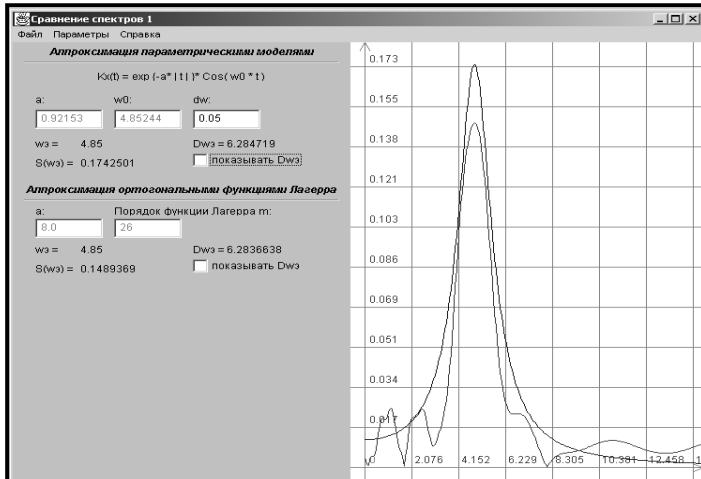 Сравнение спектров 1
Файл Параметры Справка
Аппроксимация параметрическими моделями
Kx(t) = exp (-a* | t | )* Cos( w0 * t )
a: w0: dw:
0.92153 4.85244 0.05
wэ = 4.85 Dwэ = 6.284719
S(wэ) = 0.1742501 показывать Dwэ
Аппроксимация ортогональными функциями Лагерра
a: Порядок функции Лагерра m:
8.0 26
wэ = 4.85 Dwэ = 6.2836638
S(wэ) = 0.1489369 показывать Dwэ
0.173
0.155
0.138
0.121
0.103
0.086
0.069
0.051
0.034
0.017
0 2.076 4.152 6.229 8.305 10.381 12.458 1